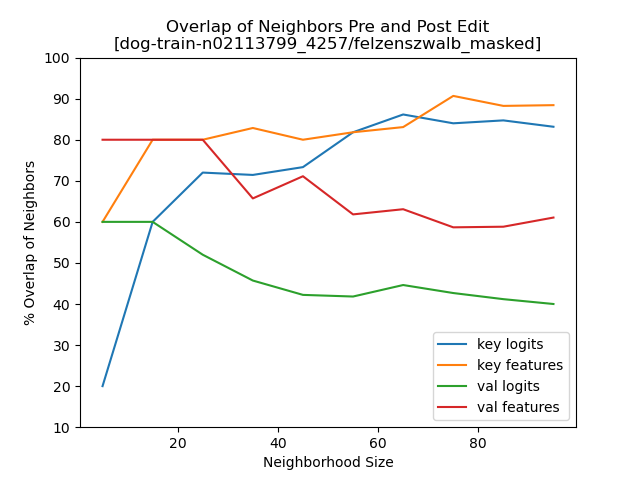 Overlap of Neighbors Pre and Post Edit
[dog-train-n02113799_4257/felzenszwalb_masked]
% Overlap of Neighbors
100
90
80
70
60
50
40
30
20
10
20
40
60
80
Neighborhood Size
key logits
key features
val logits
val features